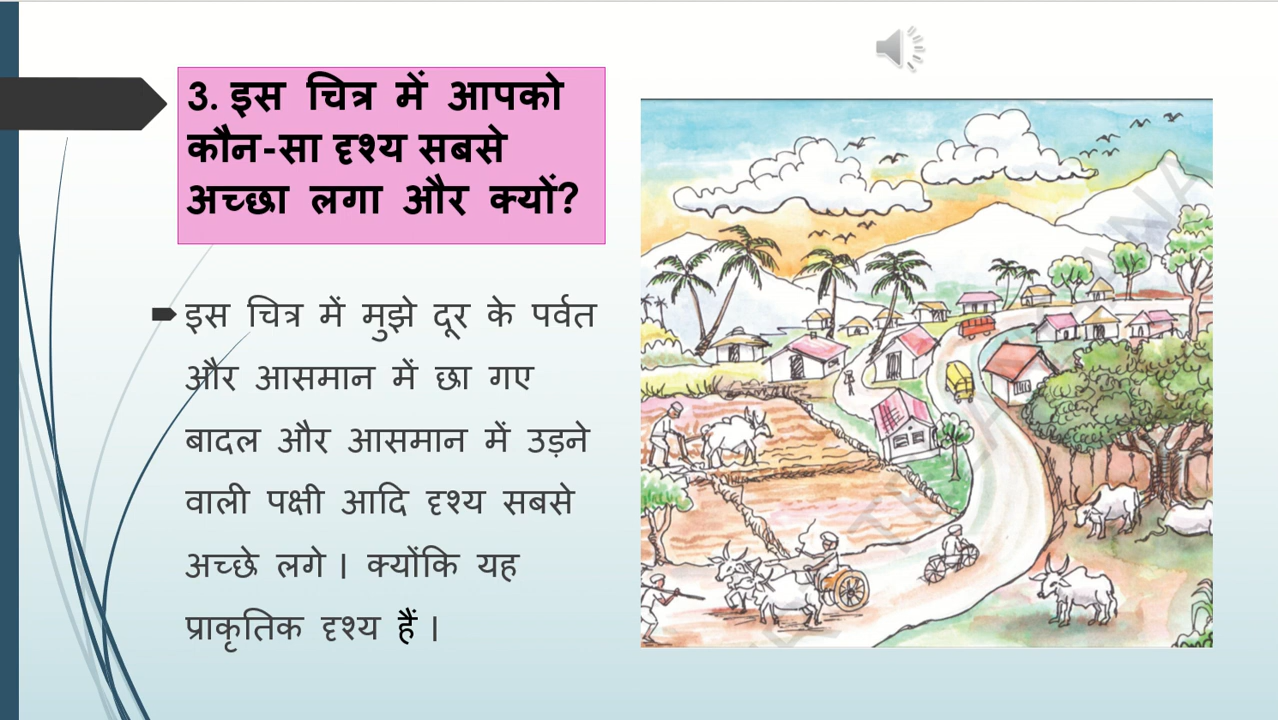 3. इस चित्र में आपको
कौन-सा दृश्य सबसे
अच्छा लगा और क्यों?
इस चित्र में मुझे दूर के पर्वत
और आसमान में छा गए
बादल और आसमान में उड़ने
वाली पक्षी आदि दृश्य सबसे
अच्छे लगे । क्योंकि यह
प्राकृतिक दृश्य हैं ।